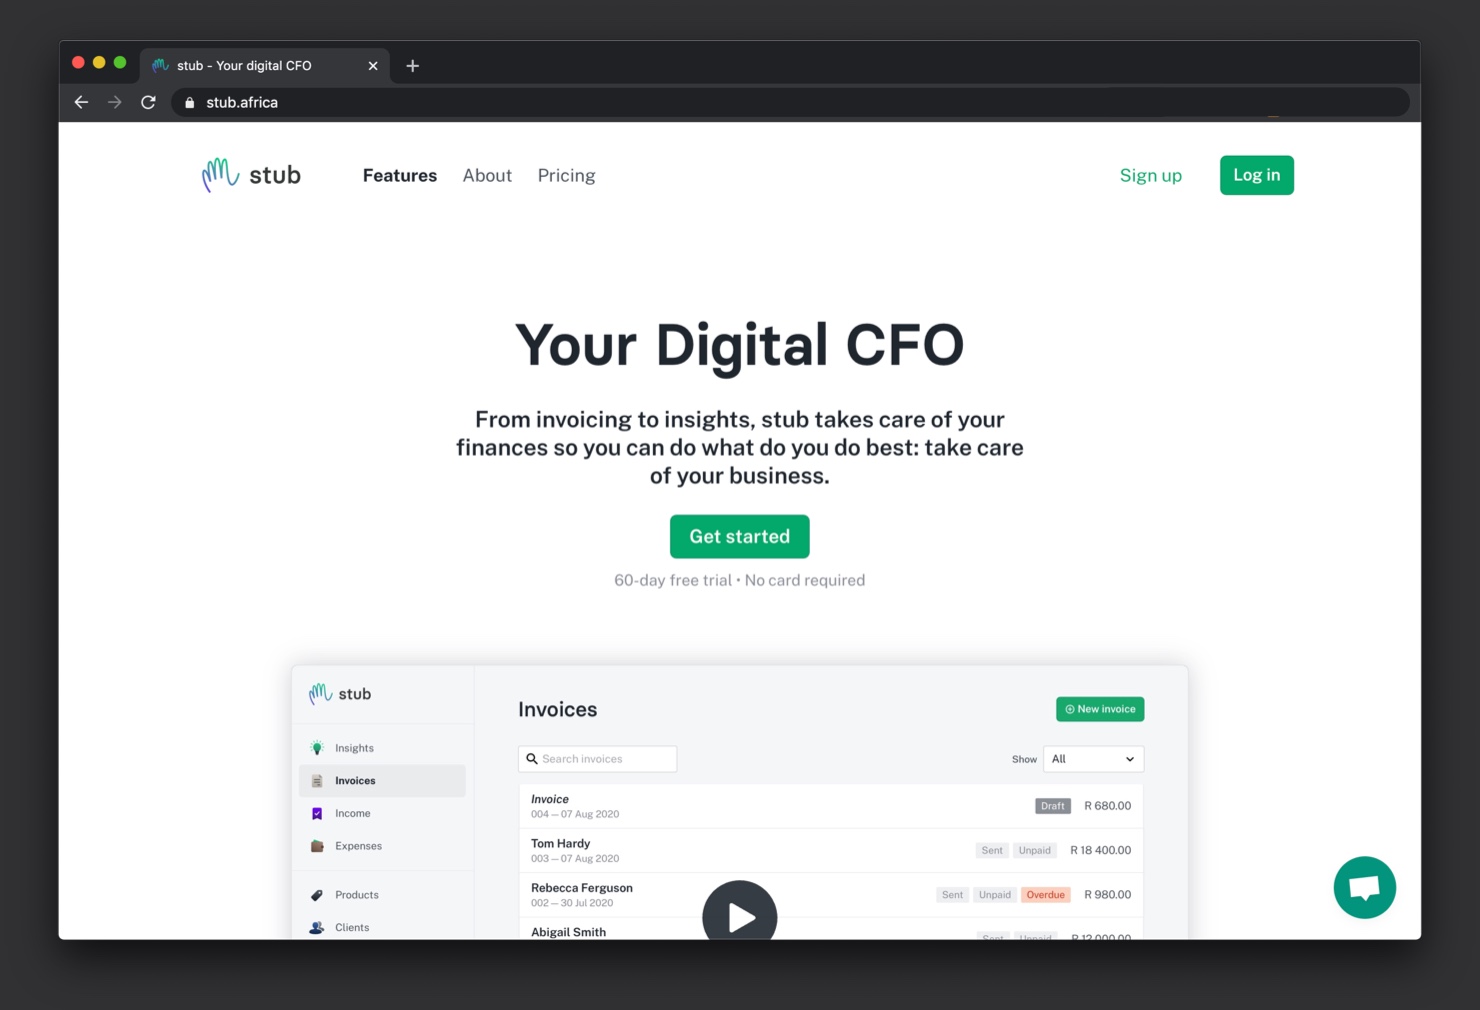 stub - Your digital CFO
stub.africa
stub
Features
About
Pricing
Sign up
Log in
Your Digital CFO
From invoicing to insights, stub takes care of your
finances so you can do what do you do best: take care
of your business.
Get started
60-day free trial • No card required
stub
Insights
Invoices
Income
Expenses
Products
Clients
Invoices
New invoice
Search invoices
Show
All
Invoice
004 — 07 Aug 2020
Draft
R 680.00
Tom Hardy
003 — 07 Aug 2020
Sent
Unpaid
R 18 400.00
Rebecca Ferguson
002 — 30 Jul 2020
Sent
Unpaid
Overdue
R 980.00
Abigail Smith
Sent
Unpaid
R 12 000.00